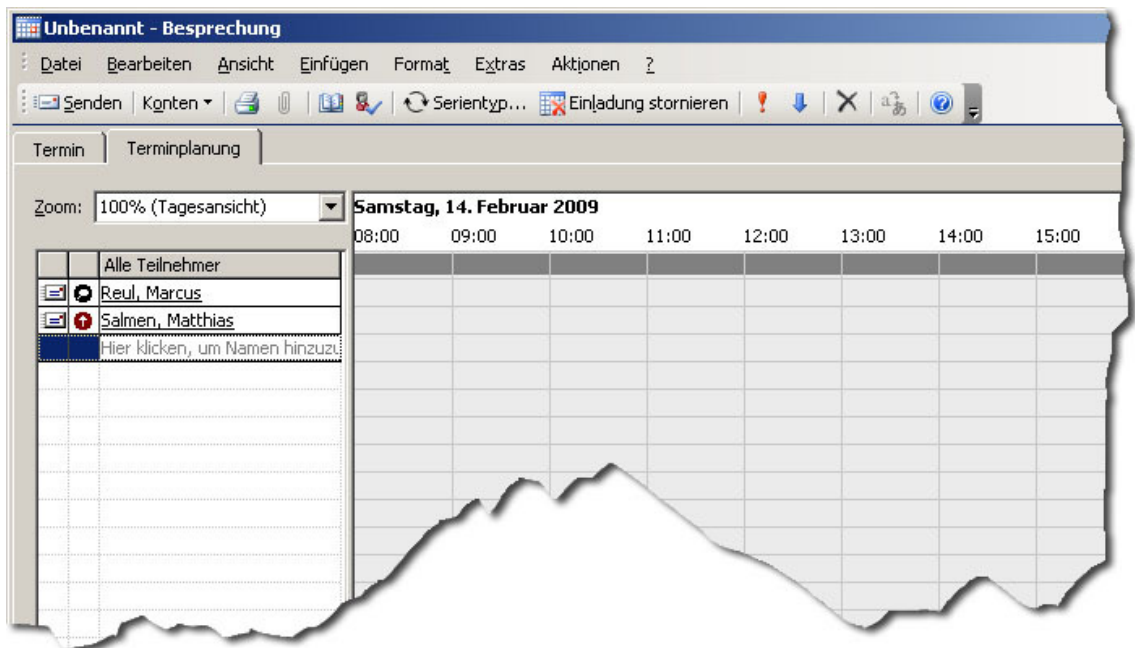 Unbenannt - Besprechung
Datei Bearbeiten Ansicht Einfügen Format Extras Aktionen ?
Senden Konten Serientyp... Einladung stornieren
Termin Terminplanung
Zoom: 100% (Tagesansicht) Samstag, 14. Februar 2009
08:00 09:00 10:00 11:00 12:00 13:00 14:00 15:00
Alle Teilnehmer
Reul, Marcus
Salmen, Matthias
Hier klicken, um Namen hinzuzu